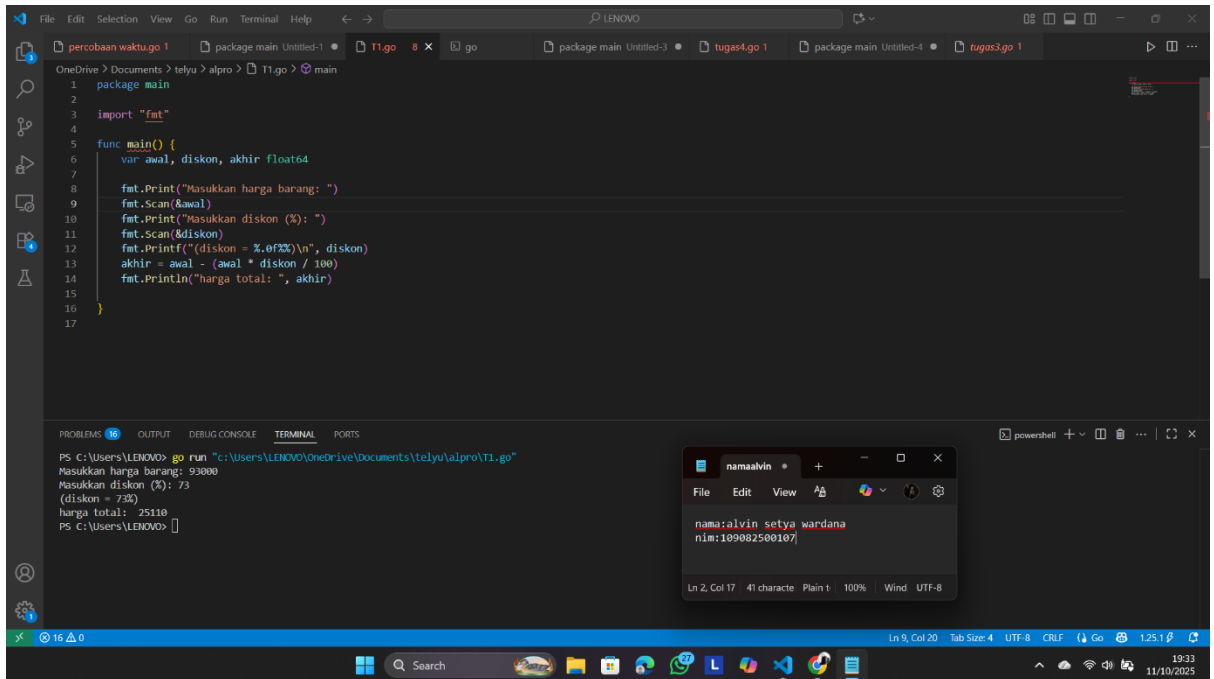 File Edit Selection View Go Run Terminal Help
LENOVO
percobaan waktu.go 1 package main Untitled-1 T1.go 8 go package main Untitled-3 tugas4.go 1 package main Untitled-4 tugas3.go 1
OneDrive > Documents > telyu > alpro > T1.go > main
1 package main
2
3 import "fmt"
4
5 func main() {
6 var awal, diskon, akhir float64
7
8 fmt.Print("Masukkan harga barang: ")
9 fmt.Scan(&awal)
10 fmt.Print("Masukkan diskon (%): ")
11 fmt.Scan(&diskon)
12 fmt.Printf("(diskon = %.0f%%)\n", diskon)
13 akhir = awal - (awal * diskon / 100)
14 fmt.Println("harga total: ", akhir)
15
16 }
17
PROBLEMS 16 OUTPUT DEBUG CONSOLE TERMINAL PORTS
powershell
PS C:\Users\LENOVO> go run "c:\Users\LENOVO\OneDrive\Documents\telyu\alpro\T1.go"
Masukkan harga barang: 93000
Masukkan diskon (%): 73
(diskon = 73%)
harga total:  25110
PS C:\Users\LENOVO>
namaalvin
File Edit View
nama:alvin setya wardana
nim:109082500107
Ln 2, Col 17 41 characte Plain t 100% Wind UTF-8
16 0
Ln 9, Col 20 Tab Size: 4 UTF-8 CRLF Go 1.25.1
Search
27
19:33
11/10/2025